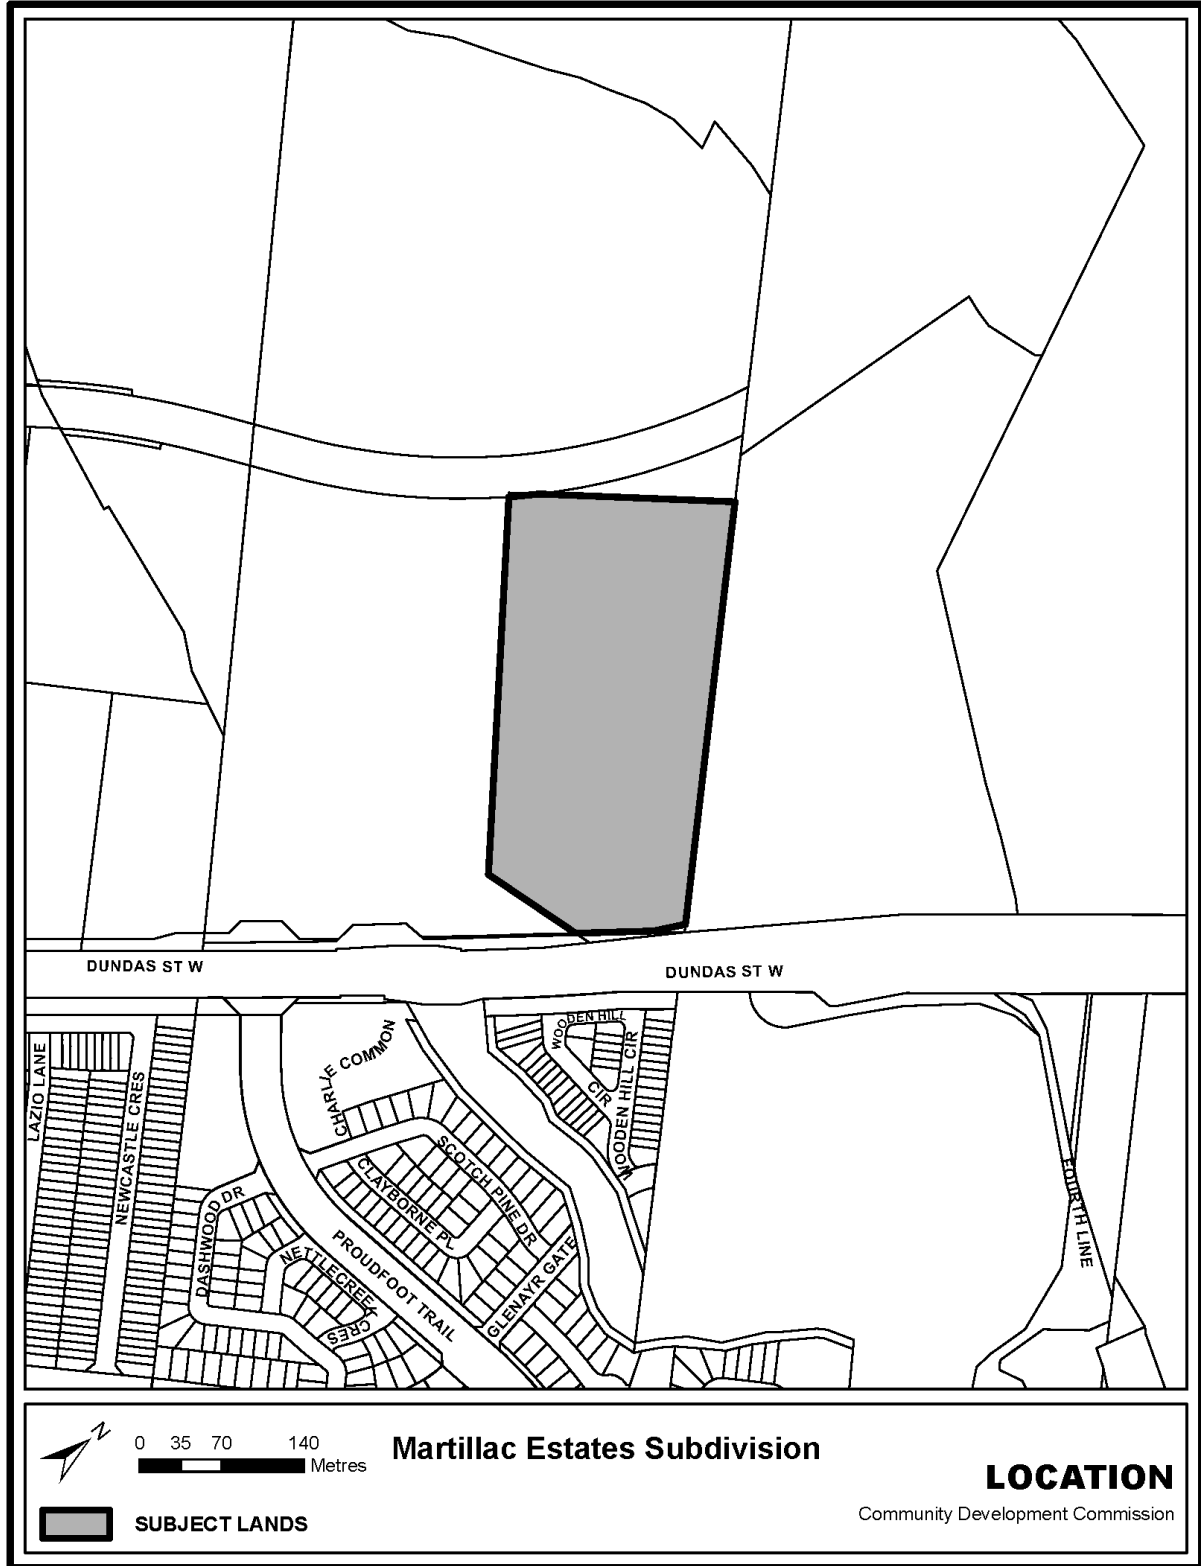 DUNDAS ST W
DUNDAS ST W
WOODEN HILL
CIR
WOODEN HILL CIR
CHARLIE COMMON
LAZIO LANE
NEWCASTLE CRES
SCOTCH PINE DR
CLAYBORNE PL
DASHWOOD DR
NETTLECREEK
CRES
PROUDFOOT TRAIL
GLENAYR GATE
FOURTH LINE
N
0 35 70 140
Metres
Martillac Estates Subdivision
LOCATION
Community Development Commission
SUBJECT LANDS